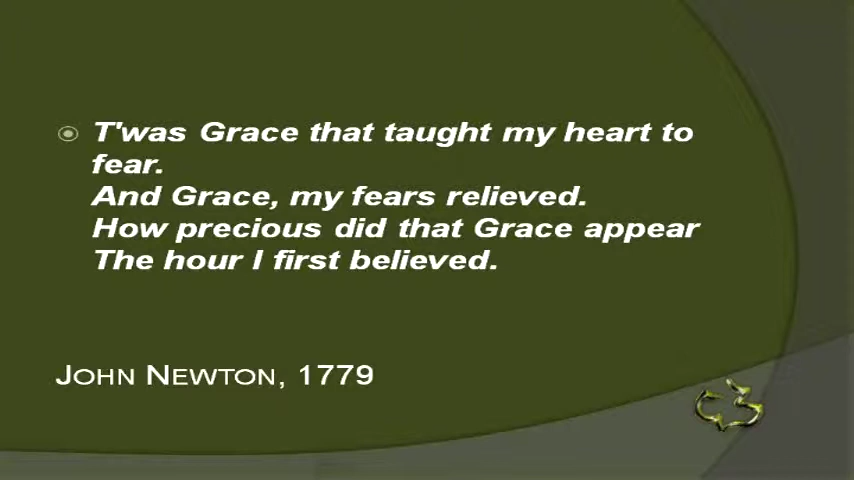 T'was Grace that taught my heart to
fear.
And Grace, my fears relieved.
How precious did that Grace appear
The hour I first believed.
JOHN NEWTON, 1779